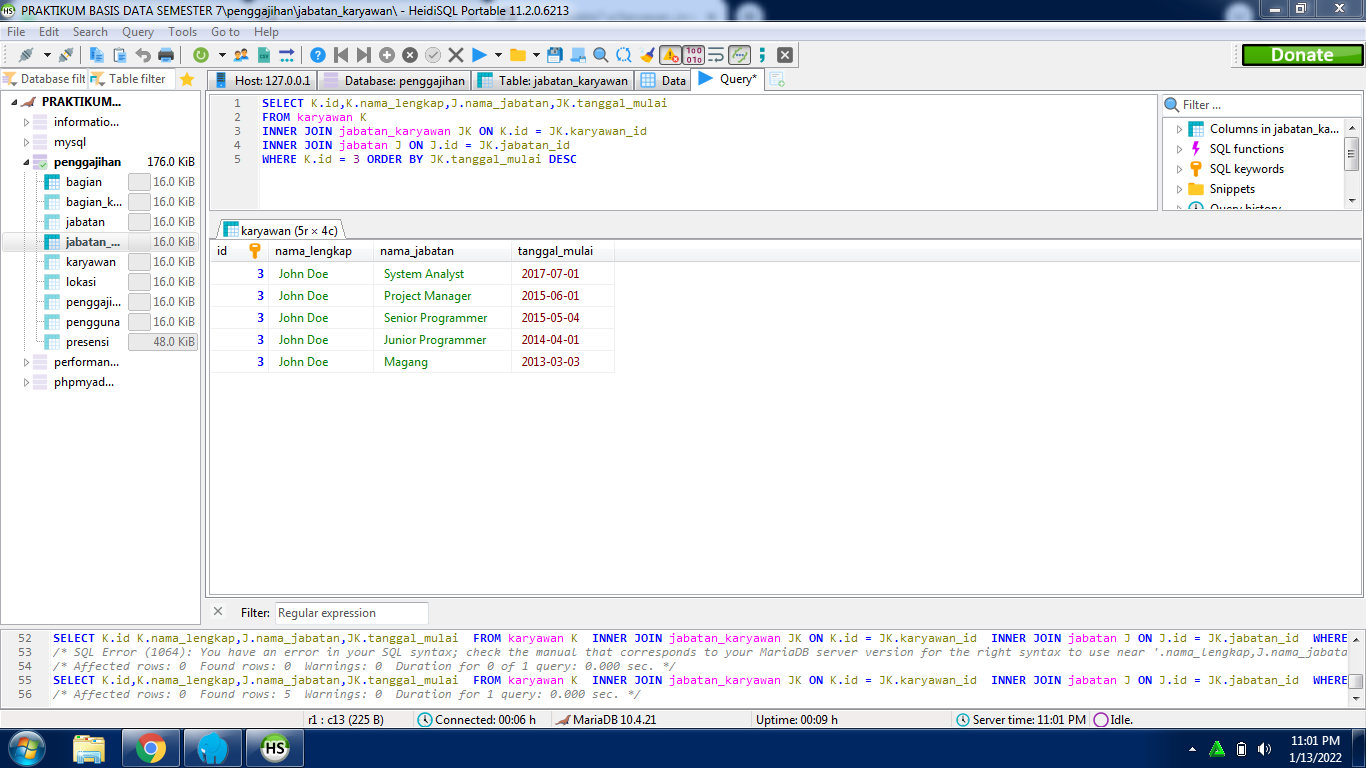 PRAKTIKUM BASIS DATA SEMESTER 7\penggajihan\jabatan_karyawan\ - HeidiSQL Portable 11.2.0.6213
File Edit Search Query Tools Go to Help
Donate
Database filt Table filter Host: 127.0.0.1 Database: penggajihan Table: jabatan_karyawan Data Query*
PRAKTIKUM...
informatio...
mysql
penggajihan 176.0 KiB
bagian 16.0 KiB
bagian_k... 16.0 KiB
jabatan 16.0 KiB
jabatan_... 16.0 KiB
karyawan 16.0 KiB
lokasi 16.0 KiB
penggaji... 16.0 KiB
pengguna 16.0 KiB
presensi 48.0 KiB
performan...
phpmyad...
1 SELECT K.id,K.nama_lengkap,J.nama_jabatan,JK.tanggal_mulai
2 FROM karyawan K
3 INNER JOIN jabatan_karyawan JK ON K.id = JK.karyawan_id
4 INNER JOIN jabatan J ON J.id = JK.jabatan_id
5 WHERE K.id = 3 ORDER BY JK.tanggal_mulai DESC
Filter ...
Columns in jabatan_ka...
SQL functions
SQL keywords
Snippets
Query history
karyawan (5r × 4c)
id nama_lengkap nama_jabatan tanggal_mulai
3 John Doe System Analyst 2017-07-01
3 John Doe Project Manager 2015-06-01
3 John Doe Senior Programmer 2015-05-04
3 John Doe Junior Programmer 2014-04-01
3 John Doe Magang 2013-03-03
Filter: Regular expression
52 SELECT K.id K.nama_lengkap,J.nama_jabatan,JK.tanggal_mulai FROM karyawan K INNER JOIN jabatan_karyawan JK ON K.id = JK.karyawan_id INNER JOIN jabatan J ON J.id = JK.jabatan_id WHERE
53 /* SQL Error (1064): You have an error in your SQL syntax; check the manual that corresponds to your MariaDB server version for the right syntax to use near '.nama_lengkap,J.nama_jabata
54 /* Affected rows: 0 Found rows: 0 Warnings: 0 Duration for 0 of 1 query: 0.000 sec. */
55 SELECT K.id,K.nama_lengkap,J.nama_jabatan,JK.tanggal_mulai FROM karyawan K INNER JOIN jabatan_karyawan JK ON K.id = JK.karyawan_id INNER JOIN jabatan J ON J.id = JK.jabatan_id WHERE
56 /* Affected rows: 0 Found rows: 5 Warnings: 0 Duration for 1 query: 0.000 sec. */
r1 : c13 (225 B) Connected: 00:06 h MariaDB 10.4.21 Uptime: 00:09 h Server time: 11:01 PM Idle.
HS
11:01 PM
1/13/2022